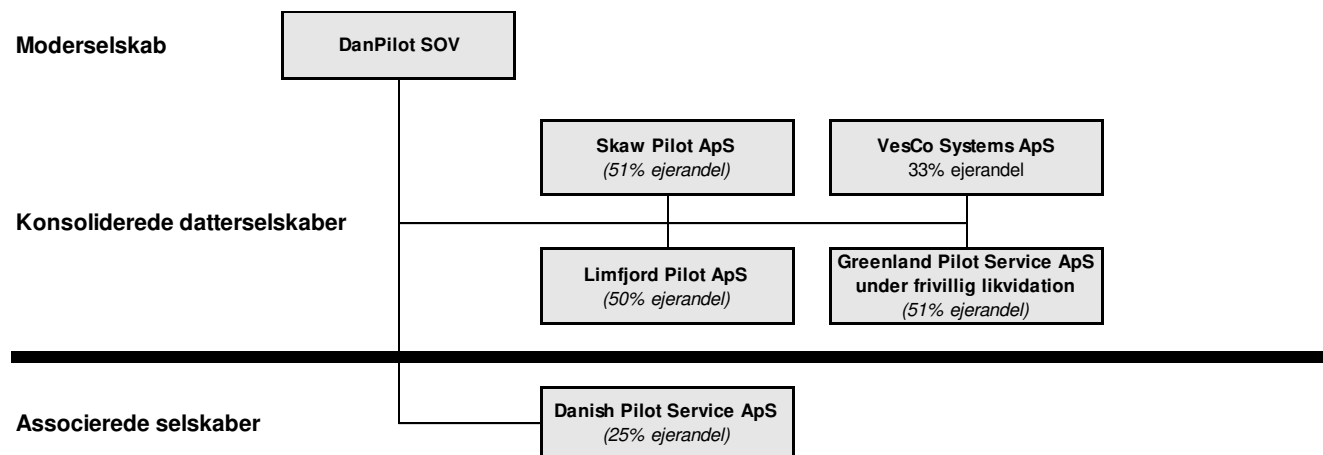 Moderselskab
DanPilot SOV
Skaw Pilot ApS
(51% ejerandel)
VesCo Systems ApS
33% ejerandel
Konsoliderede datterselskaber
Limfjord Pilot ApS
(50% ejerandel)
Greenland Pilot Service ApS
under frivillig likvidation
(51% ejerandel)
Associerede selskaber
Danish Pilot Service ApS
(25% ejerandel)